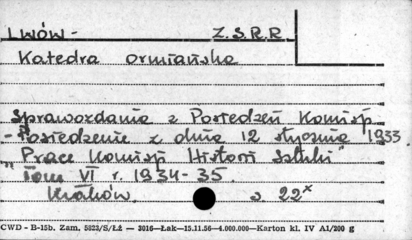 LWÓW - Z.S.R.R.
Katedra ormiańska
Sprawozdania z Posiedzeń Komisji
- Posiedzenie z dnia 12 stycznia 1933
"Prace Komisji Historii Sztuki"
Tom VI r. 1934-35.
Kraków. s. 22ˣ
CWD - B-15b. Zam. 5523/S/ŁŻ — 3016—Łak—15.11.56—4.000.000—Karton kl. IV A1/200 g